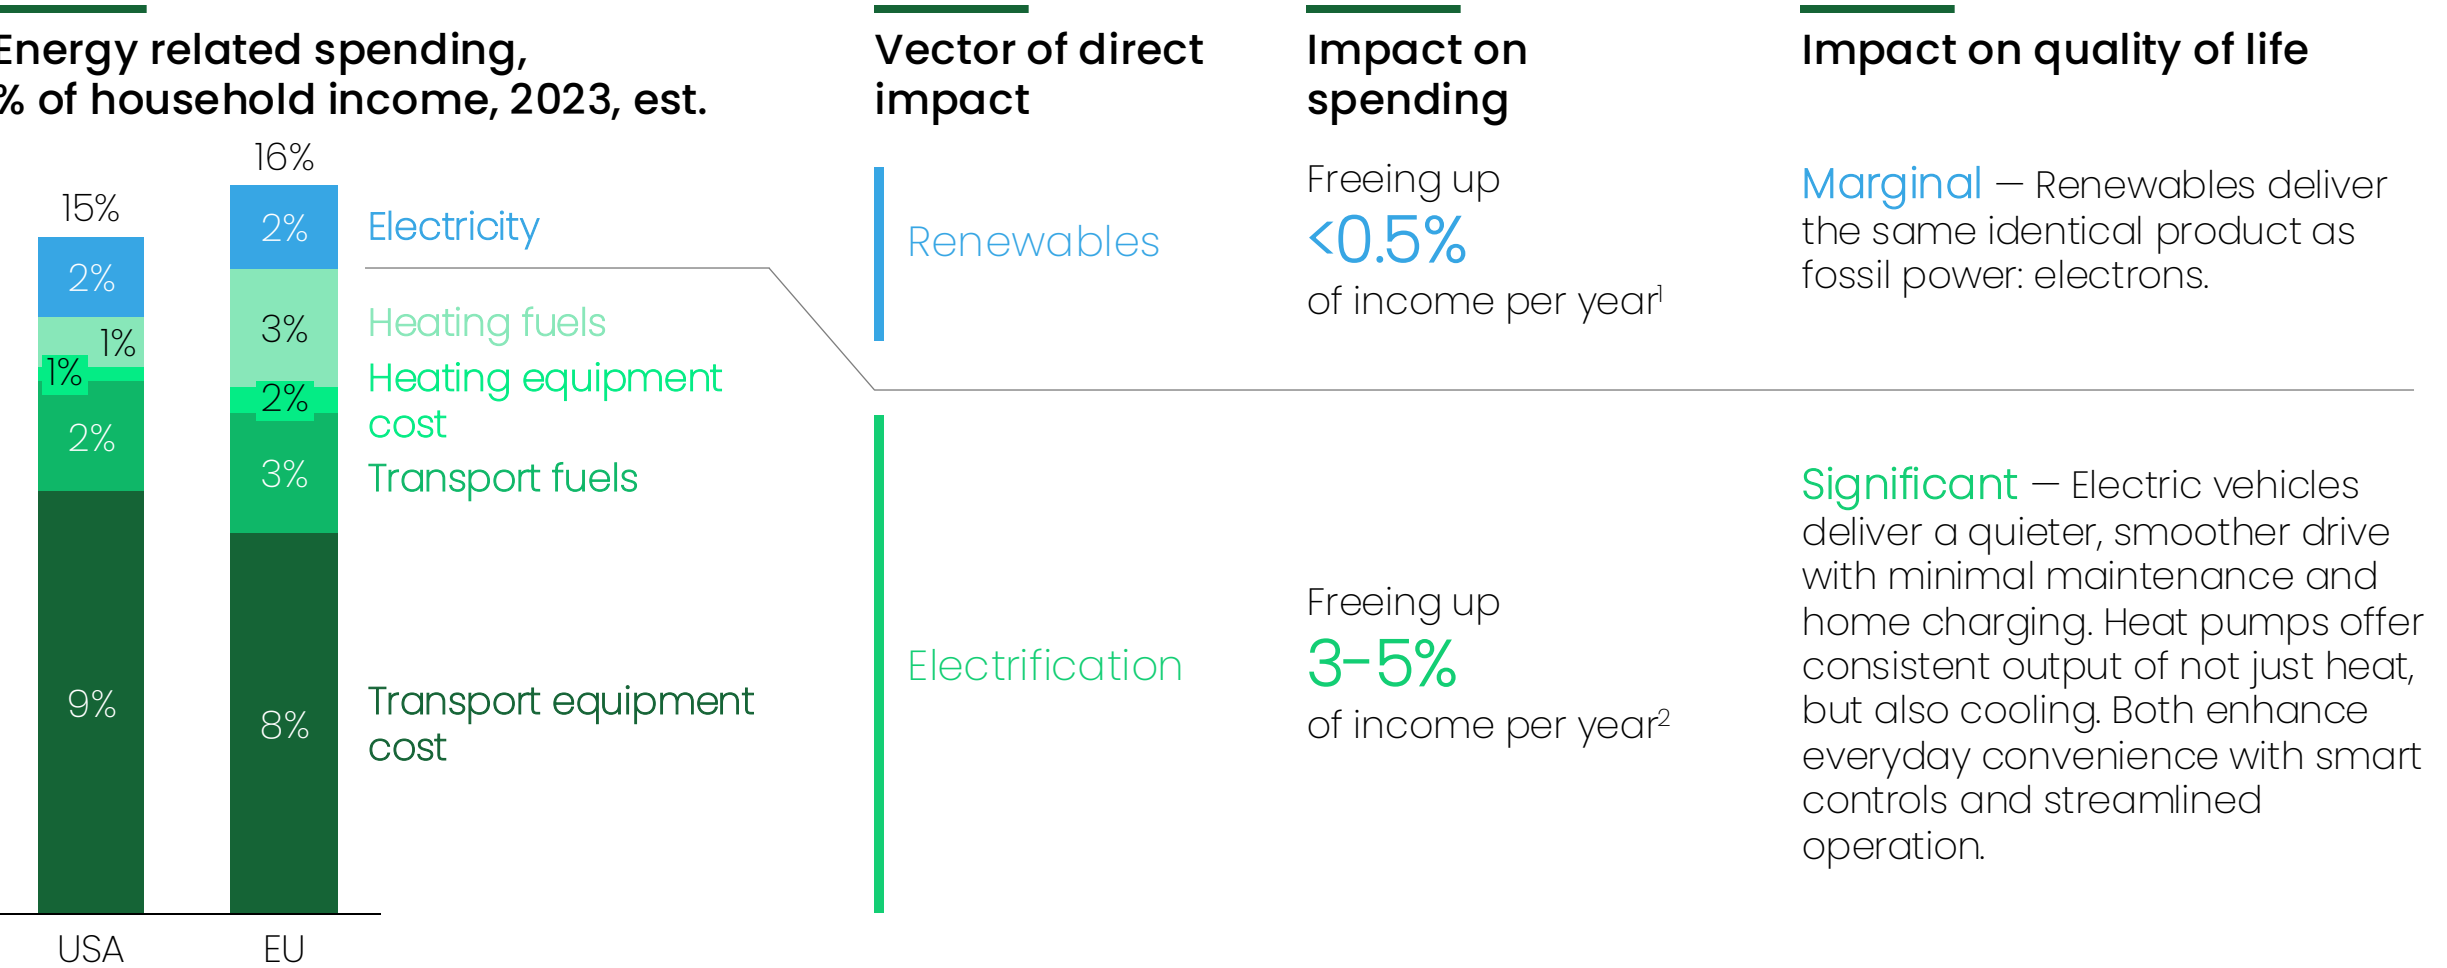 Energy related spending,
% of household income, 2023, est.
15%
2%
1%
1%
2%
9%
USA
16%
2%
3%
2%
3%
8%
EU
Electricity
Heating fuels
Heating equipment
cost
Transport fuels
Transport equipment
cost
Vector of direct
impact
Renewables
Electrification
Impact on
spending
Freeing up
<0.5%
of income per year¹
Freeing up
3–5%
of income per year²
Impact on quality of life
Marginal — Renewables deliver
the same identical product as
fossil power: electrons.
Significant — Electric vehicles
deliver a quieter, smoother drive
with minimal maintenance and
home charging. Heat pumps offer
consistent output of not just heat,
but also cooling. Both enhance
everyday convenience with smart
controls and streamlined
operation.